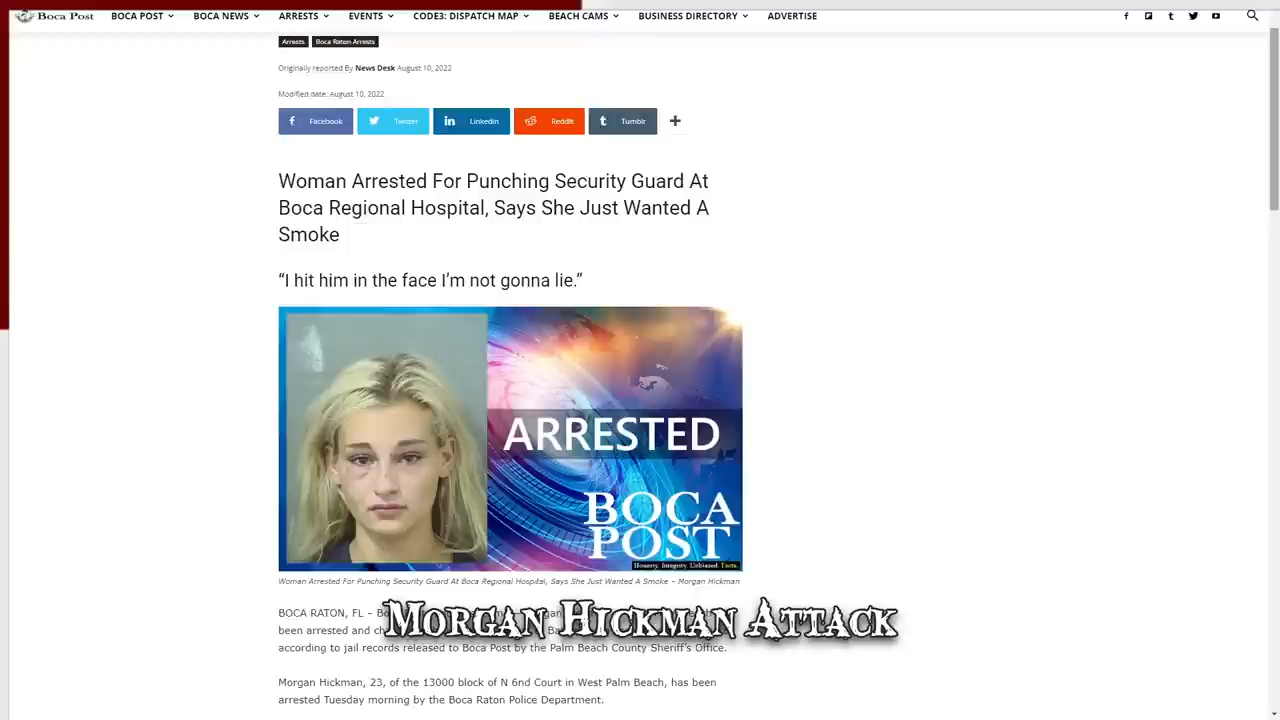 Boca Post BOCA POST BOCA NEWS ARRESTS EVENTS CODE3: DISPATCH MAP BEACH CAMS BUSINESS DIRECTORY ADVERTISE
Arrests Boca Raton Arrests
Originally reported By News Desk August 10, 2022
Modified date: August 10, 2022
Facebook Twitter Linkedin ReddIt Tumblr
Woman Arrested For Punching Security Guard At
Boca Regional Hospital, Says She Just Wanted A
Smoke
“I hit him in the face I’m not gonna lie.”
ARRESTED
BOCA
POST
Honesty. Integrity. Unbiased. Facts.
Woman Arrested For Punching Security Guard At Boca Regional Hospital, Says She Just Wanted A Smoke – Morgan Hickman
BOCA RATON, FL –
Morgan Hickman Attack
been arrested and
according to jail records released to Boca Post by the Palm Beach County Sheriff’s Office.
Morgan Hickman, 23, of the 13000 block of N 6nd Court in West Palm Beach, has been
arrested Tuesday morning by the Boca Raton Police Department.